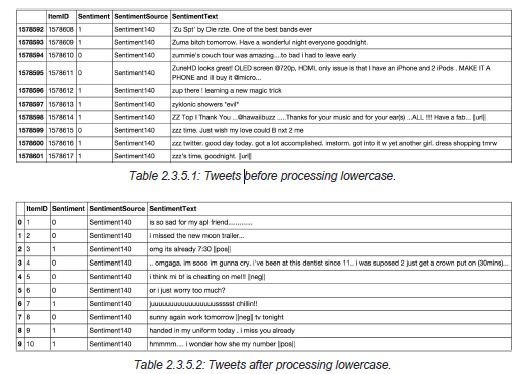 ItemID Sentiment SentimentSource SentimentText
1578592 1578608 1 Sentiment140 'Zu Spt' by Die rzte. One of the best bands ever
1578593 1578609 1 Sentiment140 Zuma bitch tomorrow. Have a wonderful night everyone goodnight.
1578594 1578610 0 Sentiment140 zummie's couch tour was amazing....to bad i had to leave early
1578595 1578611 0 Sentiment140 ZuneHD looks great! OLED screen @720p, HDMI, only issue is that I have an iPhone and 2 iPods . MAKE IT A
PHONE and ill buy it @micro...
1578596 1578612 1 Sentiment140 zup there ! learning a new magic trick
1578597 1578613 1 Sentiment140 zyklonic showers *evil*
1578598 1578614 1 Sentiment140 ZZ Top I Thank You ...@hawaiibuzz .....Thanks for your music and for your ear(s) ...ALL !!!! Have a fab... ||url||
1578599 1578615 0 Sentiment140 zzz time. Just wish my love could B nxt 2 me
1578600 1578616 1 Sentiment140 zzz twitter. good day today. got a lot accomplished. imstorm. got into it w yet another girl. dress shopping tmrw
1578601 1578617 1 Sentiment140 zzz's time, goodnight. ||url||
Table 2.3.5.1: Tweets before processing lowercase.
ItemID Sentiment SentimentSource SentimentText
0 1 0 Sentiment140 is so sad for my apl friend.............
1 2 0 Sentiment140 i missed the new moon trailer...
2 3 1 Sentiment140 omg its already 7:30 ||pos||
3 4 0 Sentiment140 .. omgaga. im sooo im gunna cry. i've been at this dentist since 11.. i was suposed 2 just get a crown put on (30mins)...
4 5 0 Sentiment140 i think mi bf is cheating on me!!! ||neg||
5 6 0 Sentiment140 or i just worry too much?
6 7 1 Sentiment140 chillin!!
7 8 0 Sentiment140 sunny again work tomorrow ||neg|| tv tonight
8 9 1 Sentiment140 handed in my uniform today . i miss you already
9 10 1 Sentiment140 hmmmm.... i wonder how she my number ||pos||
Table 2.3.5.2: Tweets after processing lowercase.